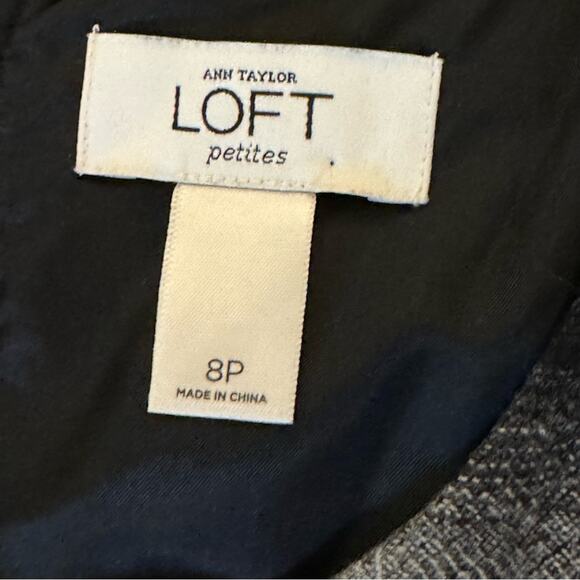 ANN TAYLOR
LOFT
petites
8P
MADE IN CHINA